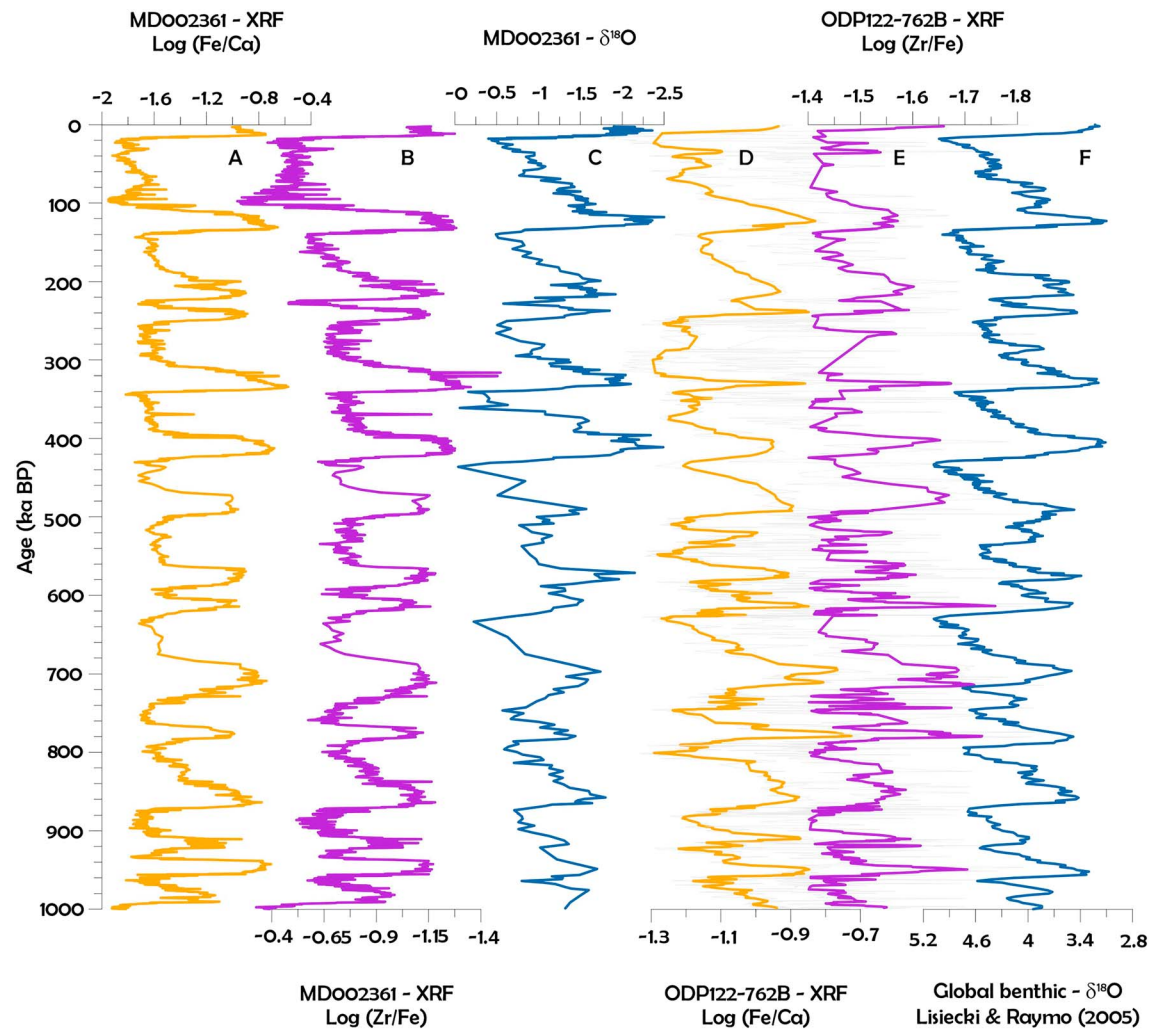 MD002361 - XRF
Log (Fe/Ca)
MD002361 - δ¹⁸O
ODP122-762B - XRF
Log (Zr/Fe)
-2 -1.6 -1.2 -0.8 -0.4
-0 -0.5 -1 -1.5 -2 -2.5
-1.4 -1.5 -1.6 -1.7 -1.8
A B C D E F
Age (ka BP)
0
100
200
300
400
500
600
700
800
900
1000
-0.4 -0.65 -0.9 -1.15 -1.4
-1.3 -1.1 -0.9 -0.7
5.2 4.6 4 3.4 2.8
MD002361 - XRF
Log (Zr/Fe)
ODP122-762B - XRF
Log (Fe/Ca)
Global benthic - δ¹⁸O
Lisiecki & Raymo (2005)